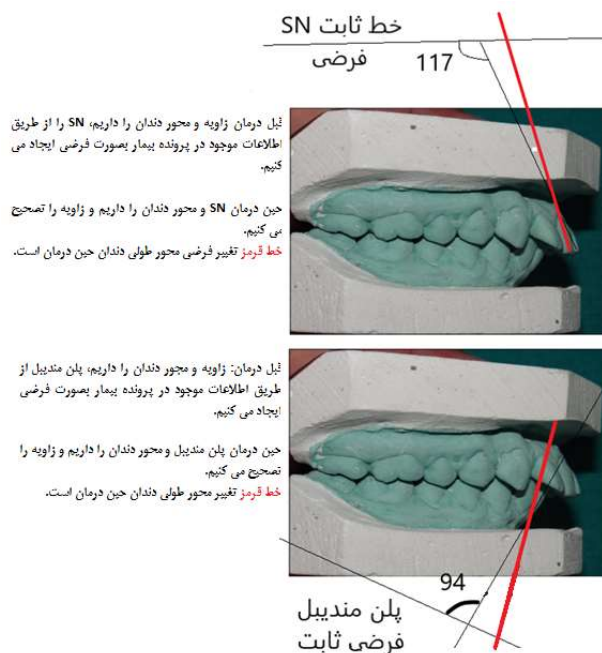 خط ثابت SN
فرضی
117
قبل درمان زاویه و محور دندان را داریم، SN را از طریق
اطلاعات موجود در پرونده بیمار بصورت فرضی ایجاد می
کنیم.
حین درمان SN و محور دندان را داریم و زاویه را تصحیح
می کنیم.
خط قرمز تغییر فرضی محور طولی دندان حین درمان است.
قبل درمان: زاویه و محور دندان را داریم، پلن مندیبل از
طریق اطلاعات موجود در پرونده بیمار بصورت فرضی
ایجاد می کنیم.
حین درمان پلن مندیبل و محور دندان را داریم و زاویه را
تصحیح می کنیم.
خط قرمز تغییر محور طولی دندان حین درمان است.
94
پلن مندیبل
فرضی ثابت